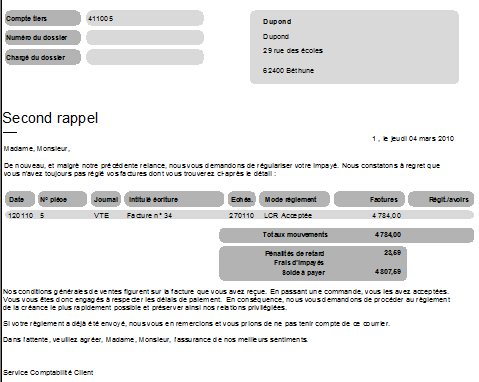 Compte tiers 411005
Numéro du dossier
Chargé du dossier
Dupond
Dupond
29 rue des écoles
62400 Béthune
Second rappel
1 , le jeudi 04 mars 2010
Madame, Monsieur,
De nouveau, et malgré notre précédente relance, nous vous demandons de régulariser votre impayé. Nous constatons à regret que
vous n'avez toujours pas réglé vos factures dont vous trouverez ci-après le détail :
Date N° pièce Journal Intitulé écriture Echéa. Mode règlement Factures Régit./avoirs
120110 5 VTE Facture n° 34 270110 LCR Acceptée 4 784,00
Totaux mouvements 4 784,00
Pénalités de retard 23,59
Frais d'impayés
Solde à payer 4 807,59
Nos conditions générales de ventes figurent sur la facture que vous avez reçue. En passant une commande, vous les avez acceptées.
Vous vous êtes donc engagés à respecter les délais de paiement. En conséquence, nous vous demandons de procéder au règlement
de la créance le plus rapidement possible et préserver ainsi nos relations privilégiées.
Si votre règlement a déjà été envoyé, nous vous en remercions et vous prions de ne pas tenir compte de ce courrier.
Dans l'attente, veuillez agréer, Madame, Monsieur, l'assurance de nos meilleurs sentiments.
Service Comptabilité Client